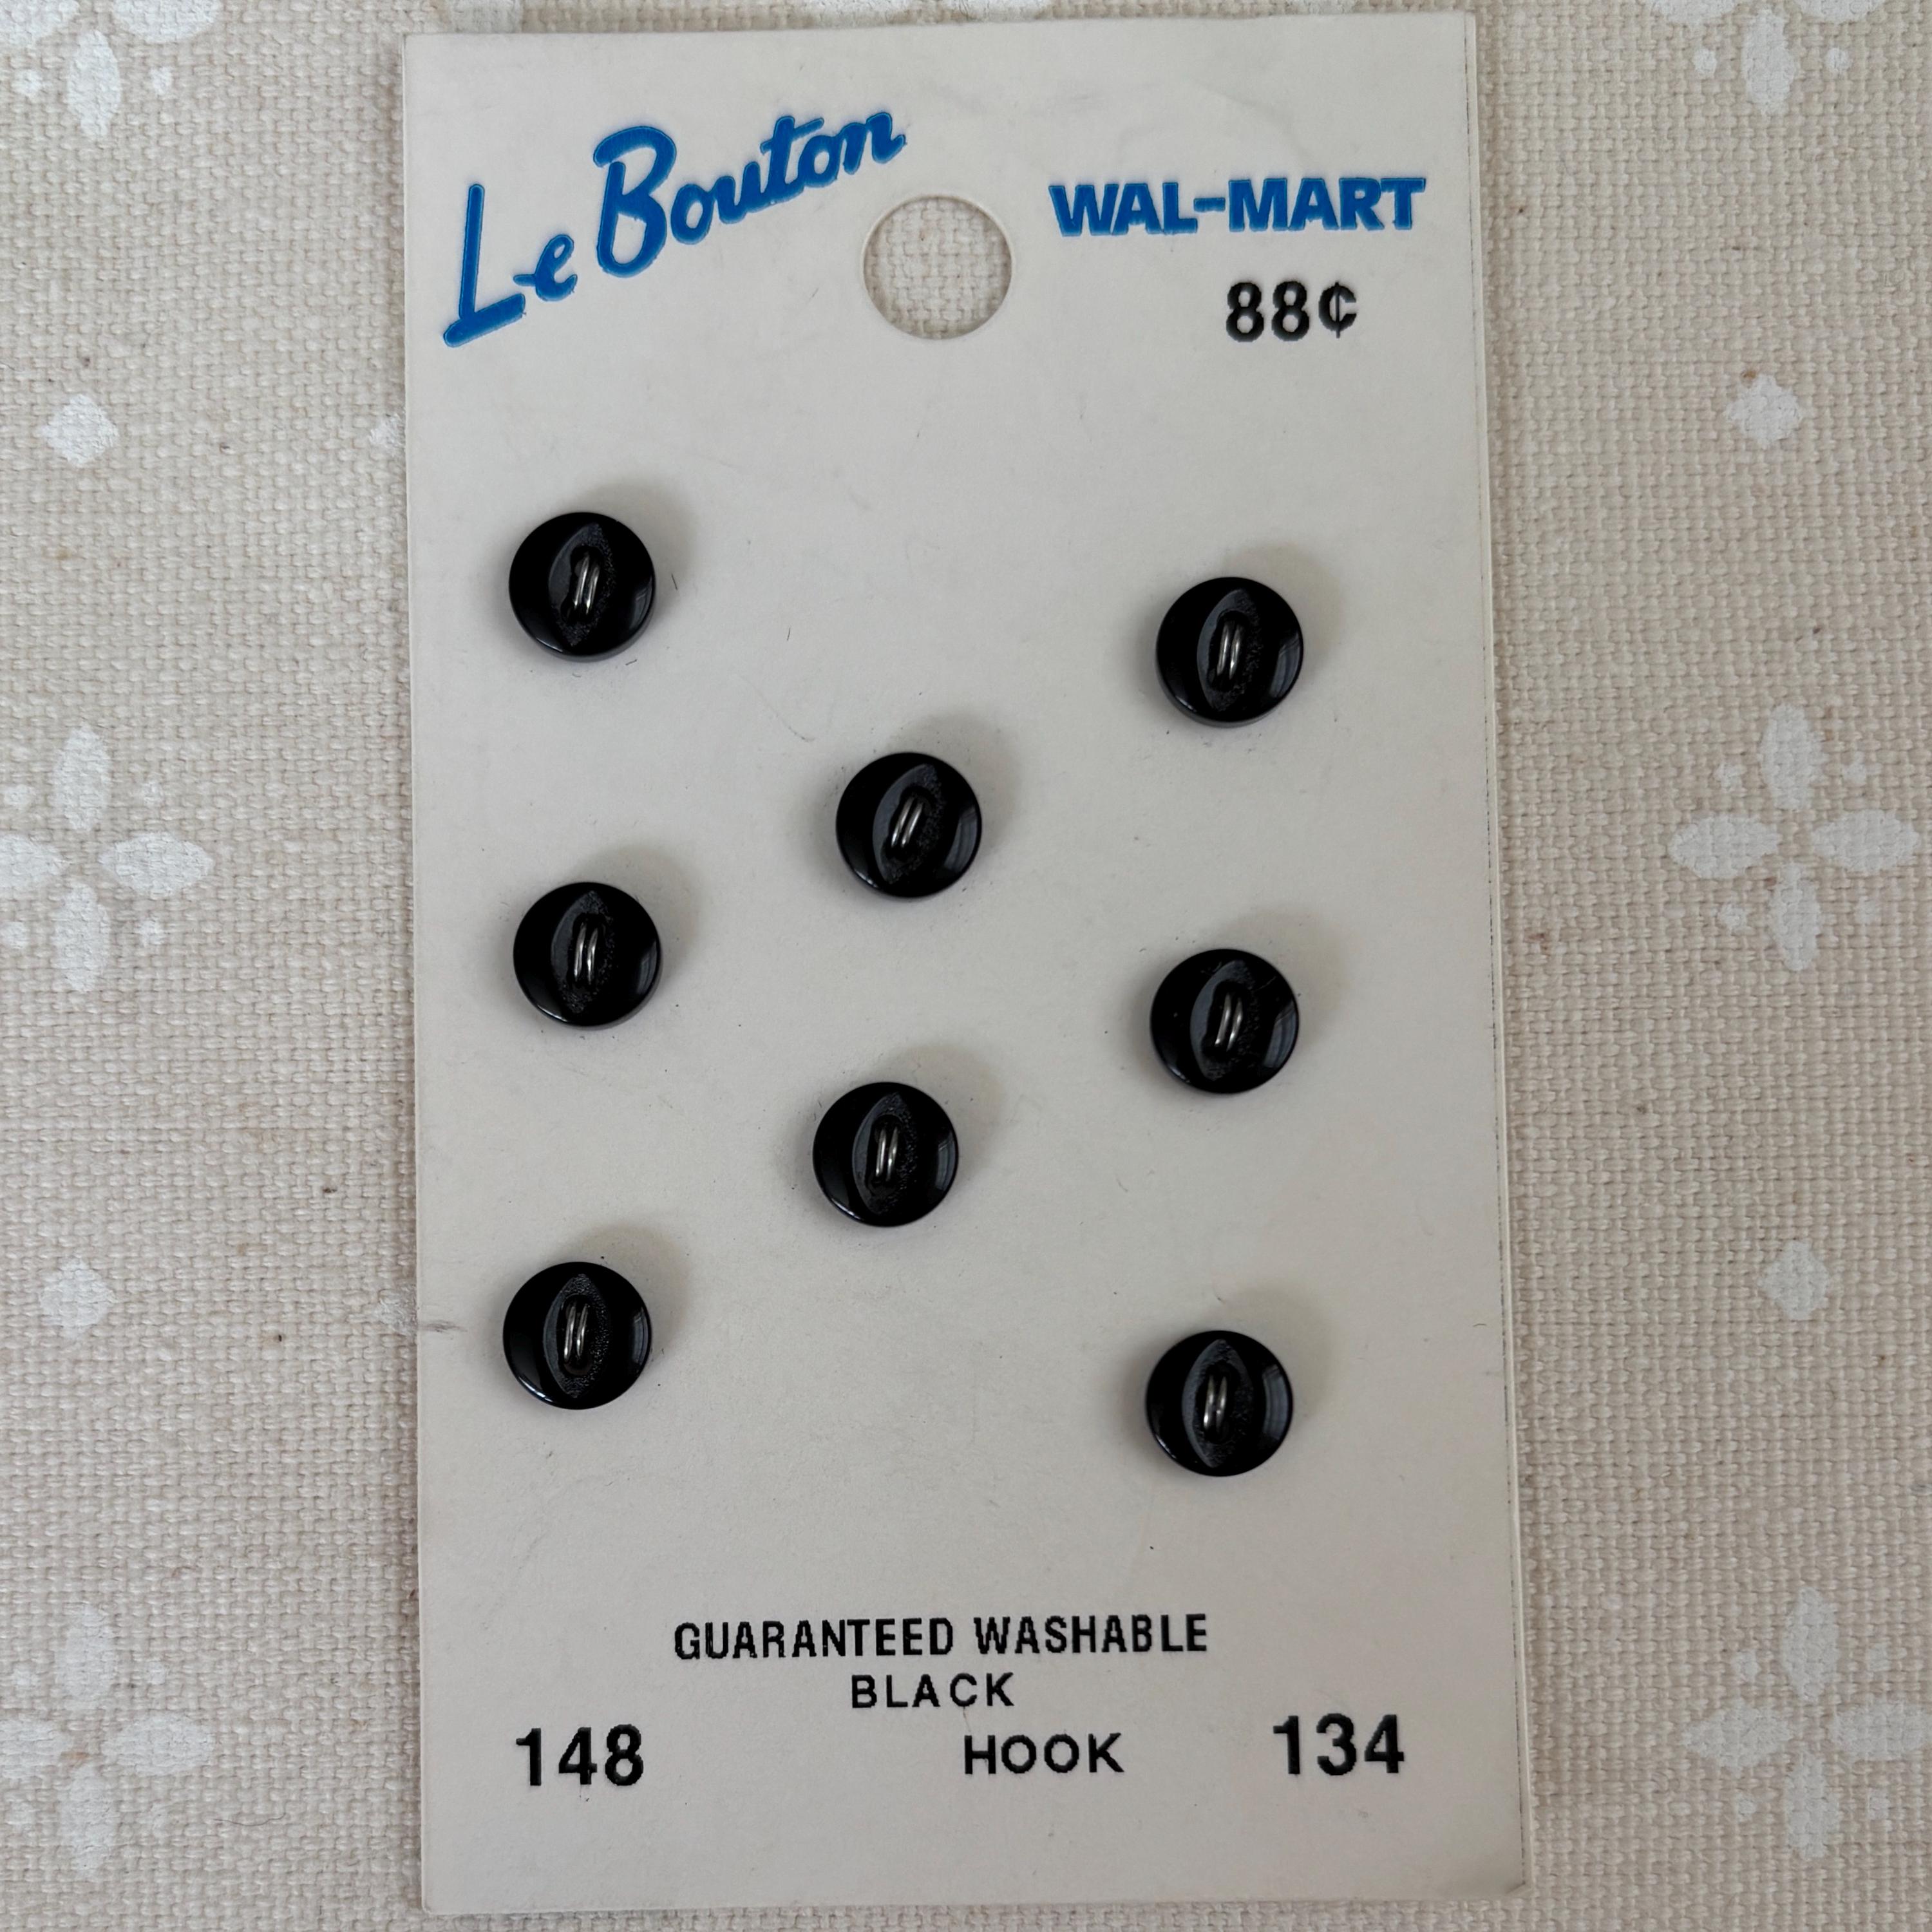 Le Bouton
WAL-MART
88¢
GUARANTEED WASHABLE
BLACK
148 HOOK 134